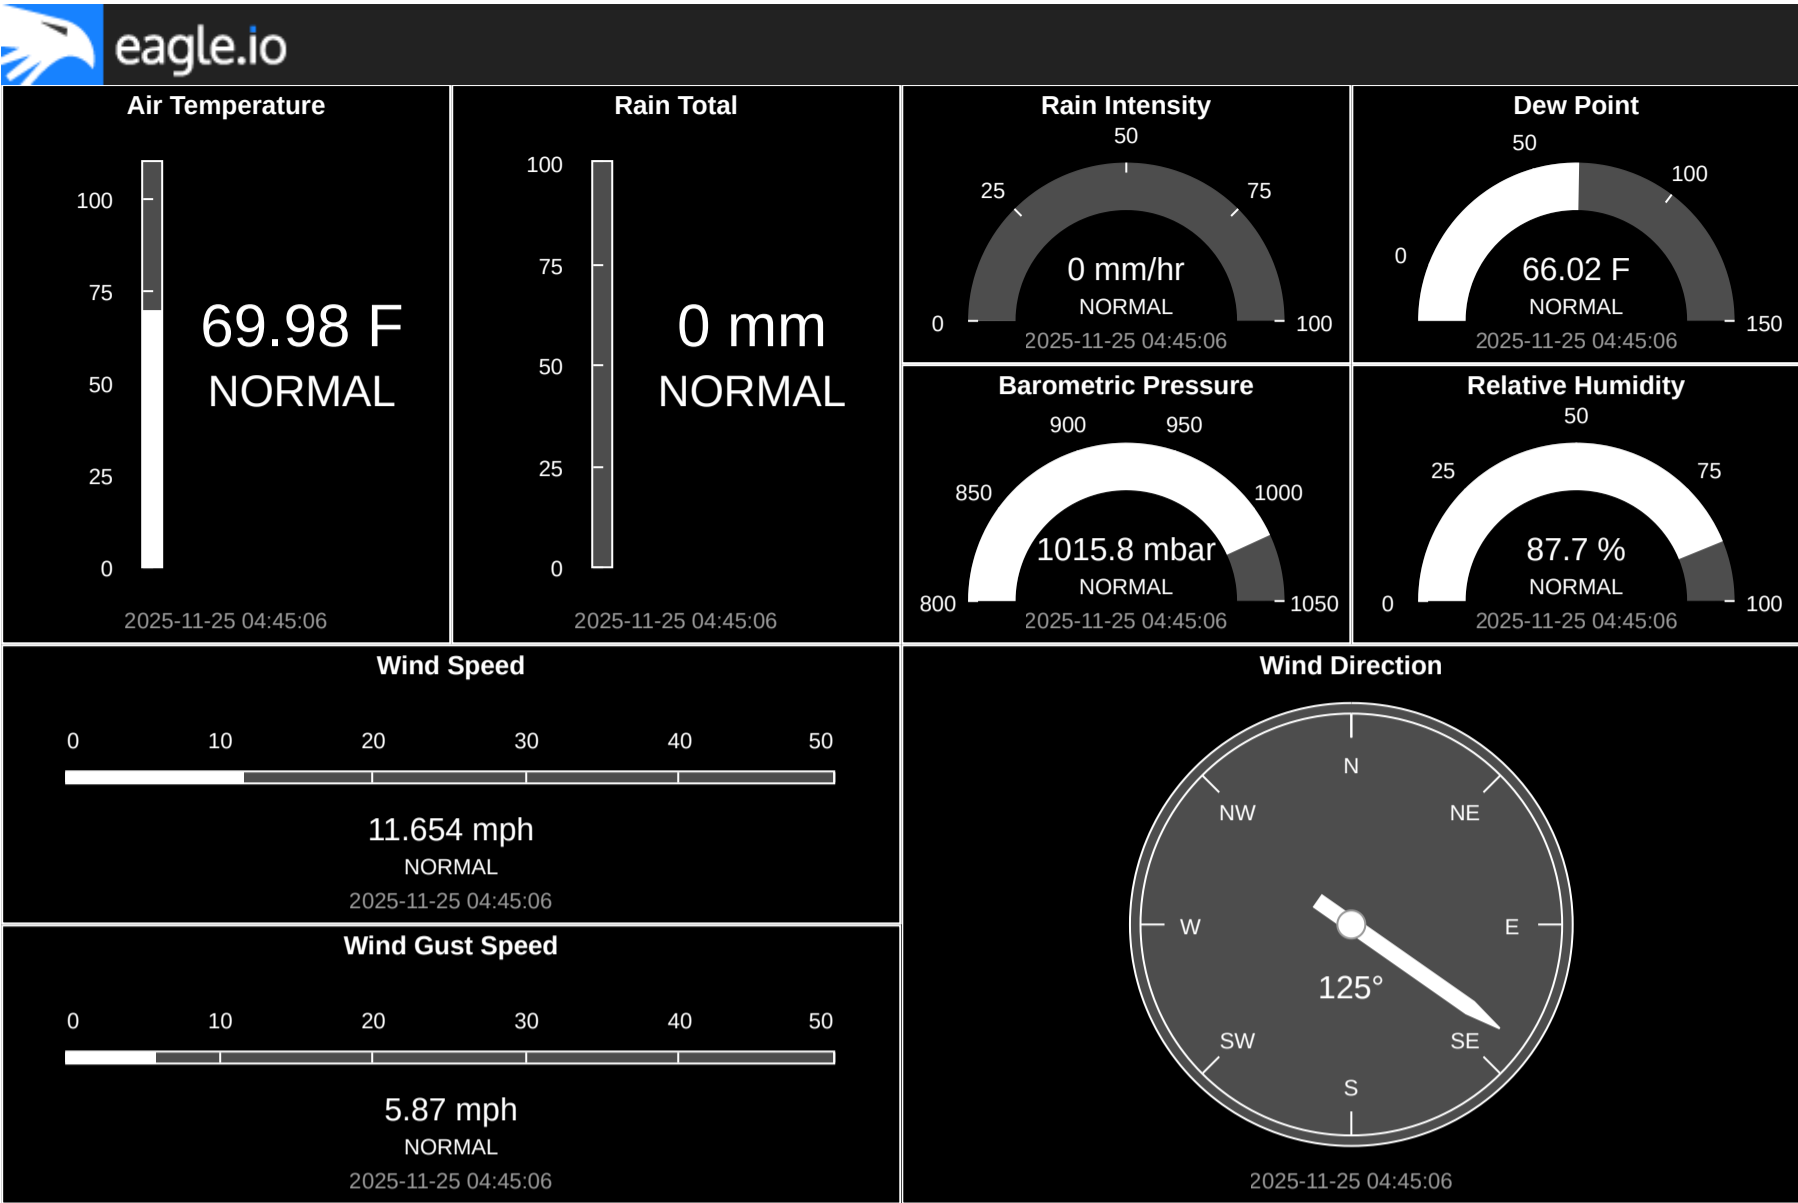 eagle.io
Air Temperature
100
75
50
25
0
69.98 F
NORMAL
2025-11-25 04:45:06
Rain Total
100
75
50
25
0
0 mm
NORMAL
2025-11-25 04:45:06
Rain Intensity
0
25
50
75
100
0 mm/hr
NORMAL
2025-11-25 04:45:06
Dew Point
0
50
100
150
66.02 F
NORMAL
2025-11-25 04:45:06
Barometric Pressure
800
850
900
950
1000
1050
1015.8 mbar
NORMAL
2025-11-25 04:45:06
Relative Humidity
0
25
50
75
100
87.7 %
NORMAL
2025-11-25 04:45:06
Wind Speed
0 10 20 30 40 50
11.654 mph
NORMAL
2025-11-25 04:45:06
Wind Gust Speed
0 10 20 30 40 50
5.87 mph
NORMAL
2025-11-25 04:45:06
Wind Direction
N
NW NE
W E
125°
SW SE
S
2025-11-25 04:45:06